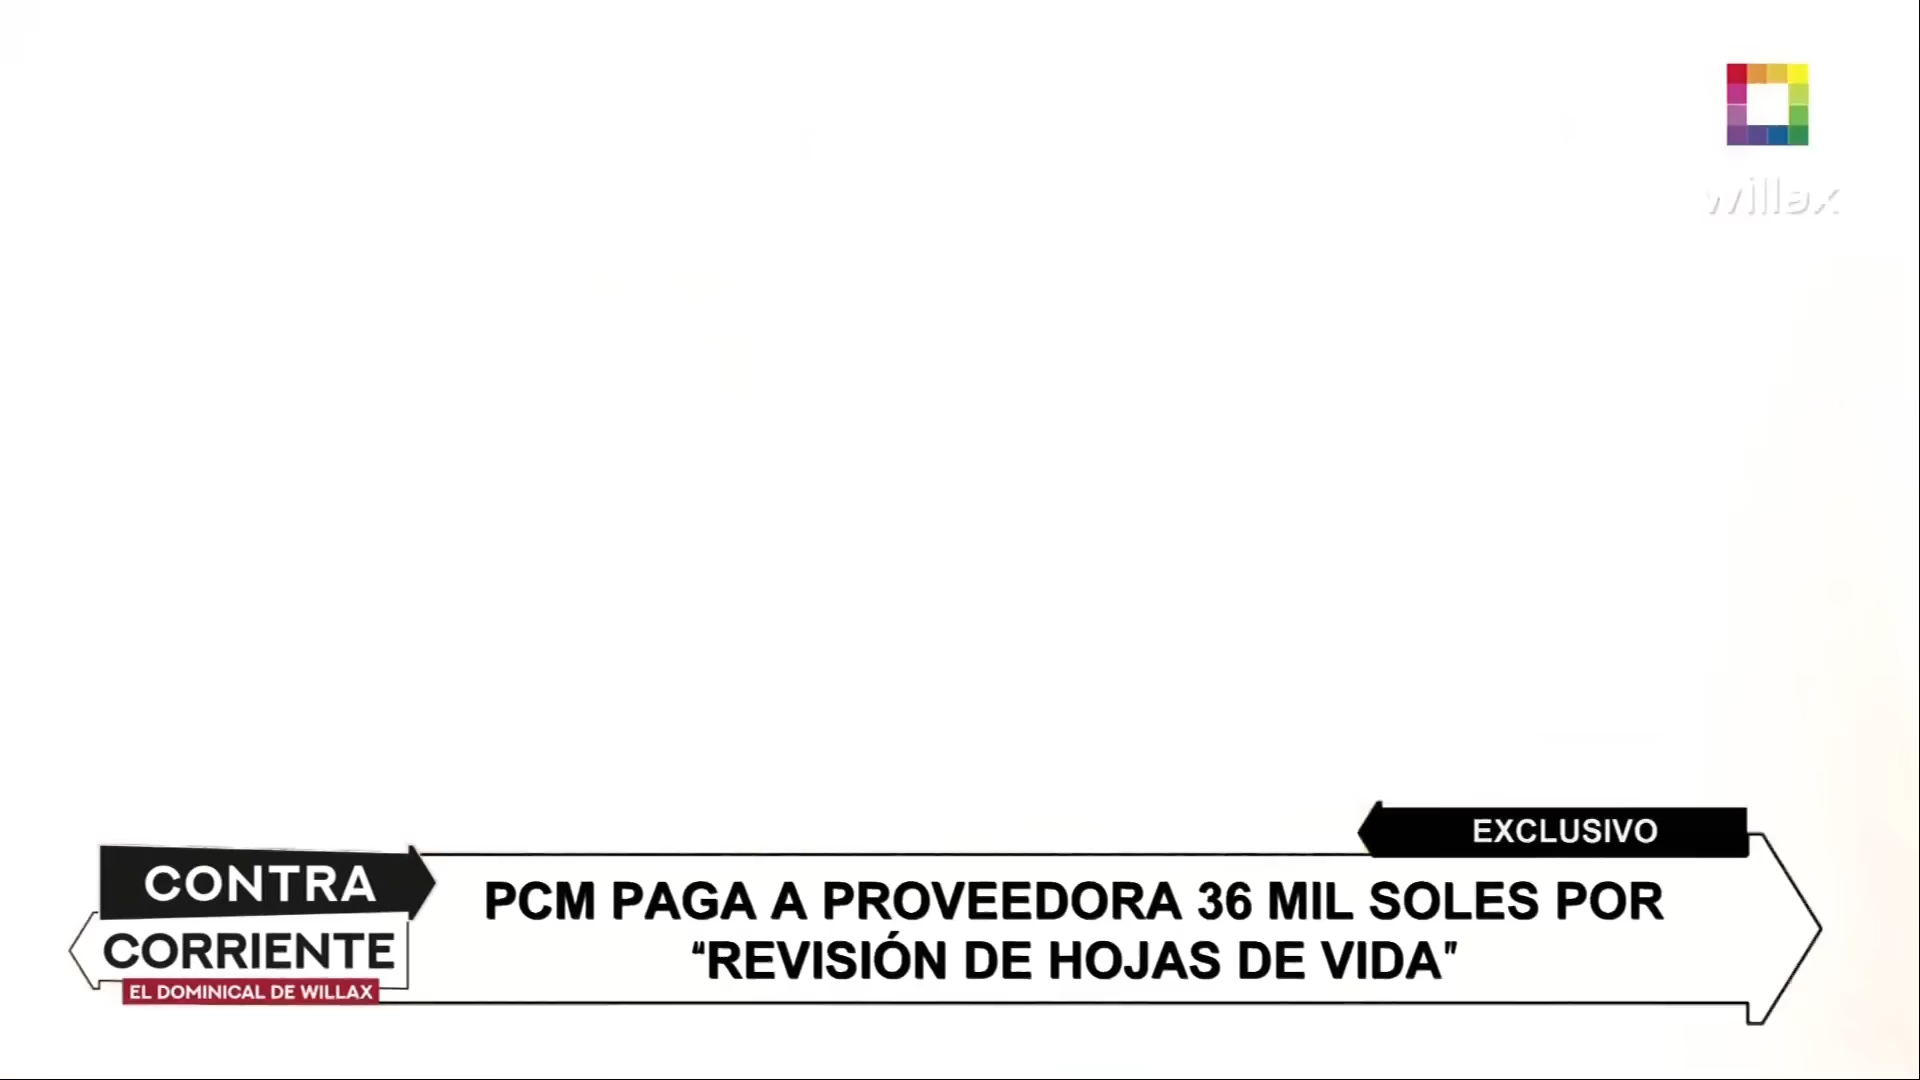 willax
EXCLUSIVO
CONTRA
CORRIENTE
EL DOMINICAL DE WILLAX
PCM PAGA A PROVEEDORA 36 MIL SOLES POR
“REVISIÓN DE HOJAS DE VIDA"